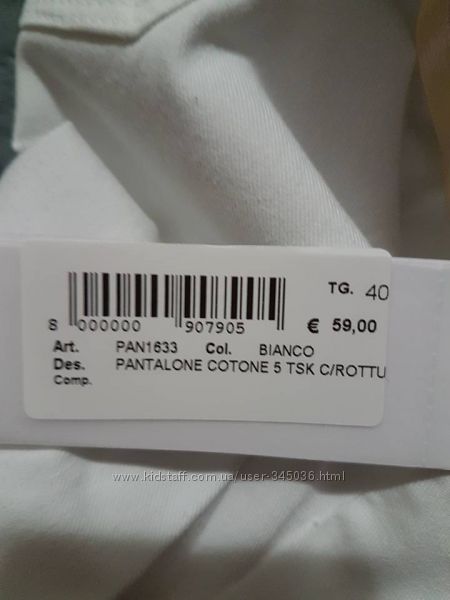 TG. 40
8 000000 907905
€ 59,00
Art. PAN1633 Col. BIANCO
Des. PANTALONE COTONE 5 TSK C/ROTTU
Comp.
www.kidstaff.com.ua/user-345036.html